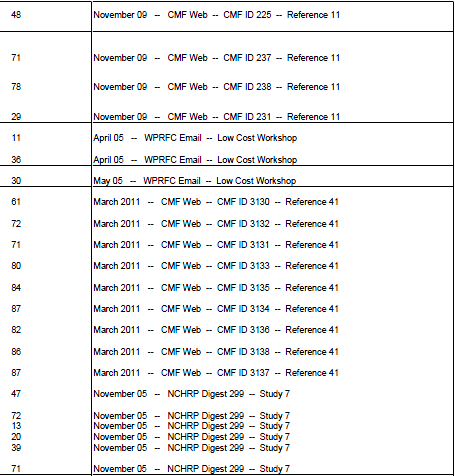 48 November 09 -- CMF Web -- CMF ID 225 -- Reference 11
71 November 09 -- CMF Web -- CMF ID 237 -- Reference 11
78 November 09 -- CMF Web -- CMF ID 238 -- Reference 11
29 November 09 -- CMF Web -- CMF ID 231 -- Reference 11
11 April 05 -- WPRFC Email -- Low Cost Workshop
36 April 05 -- WPRFC Email -- Low Cost Workshop
30 May 05 -- WPRFC Email -- Low Cost Workshop
61 March 2011 -- CMF Web -- CMF ID 3130 -- Reference 41
72 March 2011 -- CMF Web -- CMF ID 3132 -- Reference 41
71 March 2011 -- CMF Web -- CMF ID 3131 -- Reference 41
80 March 2011 -- CMF Web -- CMF ID 3133 -- Reference 41
84 March 2011 -- CMF Web -- CMF ID 3135 -- Reference 41
87 March 2011 -- CMF Web -- CMF ID 3134 -- Reference 41
82 March 2011 -- CMF Web -- CMF ID 3136 -- Reference 41
86 March 2011 -- CMF Web -- CMF ID 3138 -- Reference 41
87 March 2011 -- CMF Web -- CMF ID 3137 -- Reference 41
47 November 05 -- NCHRP Digest 299 -- Study 7
72 November 05 -- NCHRP Digest 299 -- Study 7
13 November 05 -- NCHRP Digest 299 -- Study 7
20 November 05 -- NCHRP Digest 299 -- Study 7
39 November 05 -- NCHRP Digest 299 -- Study 7
71 November 05 -- NCHRP Digest 299 -- Study 7